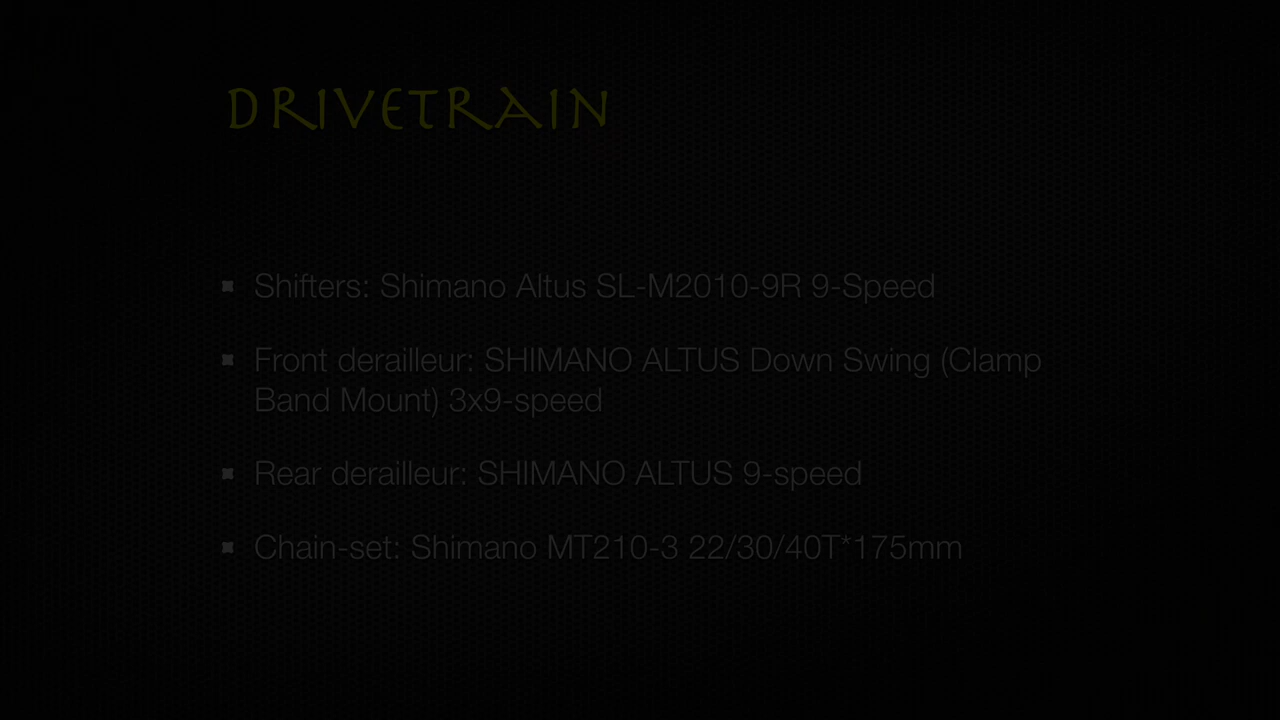 DRIVETRAIN
Shifters: Shimano Altus SL-M2010-9R 9-Speed
Front derailleur: SHIMANO ALTUS Down Swing (Clamp
Band Mount) 3x9-speed
Rear derailleur: SHIMANO ALTUS 9-speed
Chain-set: Shimano MT210-3 22/30/40T*175mm